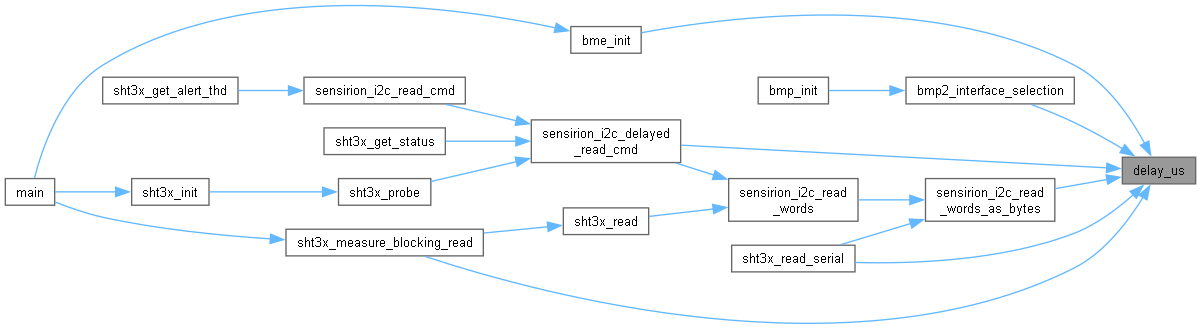 bme_init
sht3x_get_alert_thd
sensirion_i2c_read_cmd
bmp_init
bmp2_interface_selection
sht3x_get_status
sensirion_i2c_delayed
_read_cmd
delay_us
main
sht3x_init
sht3x_probe
sensirion_i2c_read
_words
sensirion_i2c_read
_words_as_bytes
sht3x_read
sht3x_measure_blocking_read
sht3x_read_serial